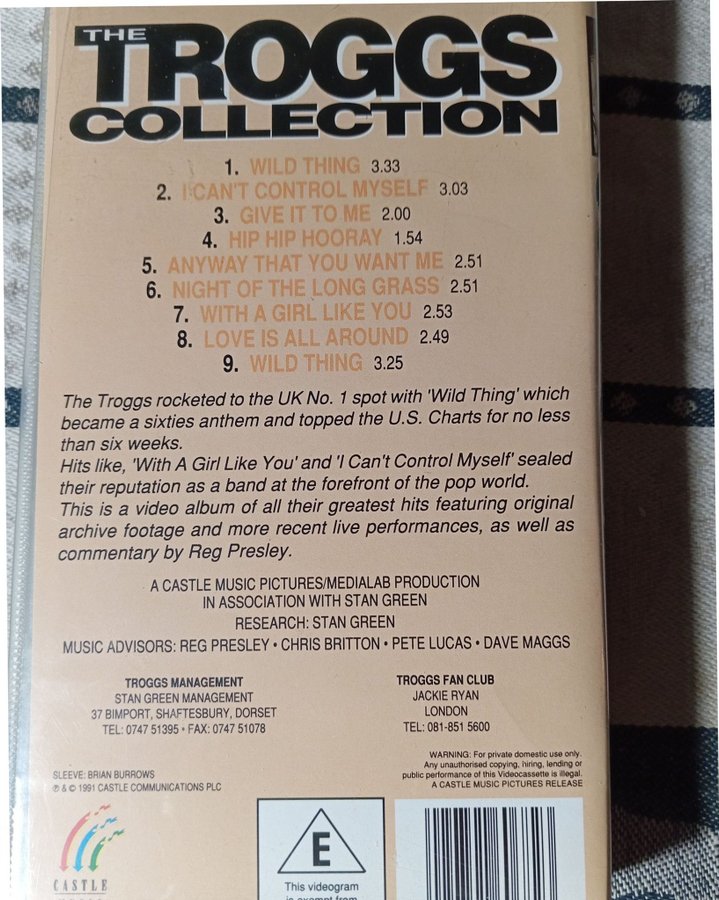 THE
TROGGS
COLLECTION
1. WILD THING 3.33
2. I CAN'T CONTROL MYSELF 3.03
3. GIVE IT TO ME 2.00
4. HIP HIP HOORAY 1.54
5. ANYWAY THAT YOU WANT ME 2.51
6. NIGHT OF THE LONG GRASS 2.51
7. WITH A GIRL LIKE YOU 2.53
8. LOVE IS ALL AROUND 2.49
9. WILD THING 3.25
The Troggs rocketed to the UK No. 1 spot with 'Wild Thing' which
became a sixties anthem and topped the U.S. Charts for no less
than six weeks.
Hits like, 'With A Girl Like You' and 'I Can't Control Myself' sealed
their reputation as a band at the forefront of the pop world.
This is a video album of all their greatest hits featuring original
archive footage and more recent live performances, as well as
commentary by Reg Presley.
A CASTLE MUSIC PICTURES/MEDIALAB PRODUCTION
IN ASSOCIATION WITH STAN GREEN
RESEARCH: STAN GREEN
MUSIC ADVISORS: REG PRESLEY • CHRIS BRITTON • PETE LUCAS • DAVE MAGGS
TROGGS MANAGEMENT
STAN GREEN MANAGEMENT
37 BIMPORT, SHAFTESBURY, DORSET
TEL: 0747 51395 • FAX: 0747 51078
TROGGS FAN CLUB
JACKIE RYAN
LONDON
TEL: 081-851 5600
WARNING: For private domestic use only.
Any unauthorised copying, hiring, lending or
public performance of this Videocassette is illegal.
A CASTLE MUSIC PICTURES RELEASE
SLEEVE: BRIAN BURROWS
℗ & © 1991 CASTLE COMMUNICATIONS PLC
CASTLE
E
This videogram
is exempt from